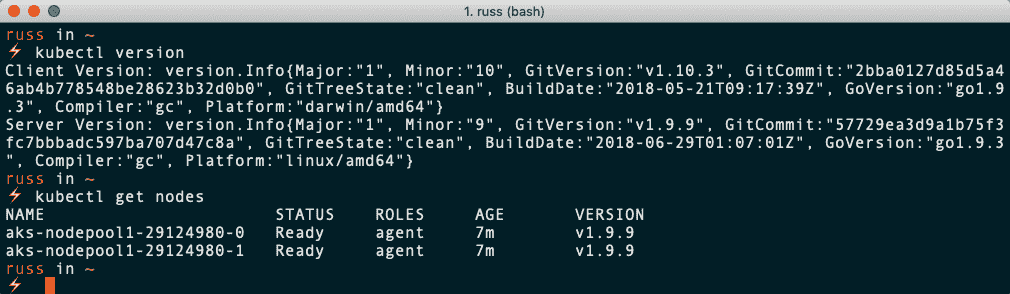 1. russ (bash)
russ in ~
⚡ kubectl version
Client Version: version.Info{Major:"1", Minor:"10", GitVersion:"v1.10.3", GitCommit:"2bba0127d85d5a4
6ab4b778548be28623b32d0b0", GitTreeState:"clean", BuildDate:"2018-05-21T09:17:39Z", GoVersion:"go1.9
.3", Compiler:"gc", Platform:"darwin/amd64"}
Server Version: version.Info{Major:"1", Minor:"9", GitVersion:"v1.9.9", GitCommit:"57729ea3d9a1b75f3
fc7bbbadc597ba707d47c8a", GitTreeState:"clean", BuildDate:"2018-06-29T01:07:01Z", GoVersion:"go1.9.3
", Compiler:"gc", Platform:"linux/amd64"}
russ in ~
⚡ kubectl get nodes
NAME STATUS ROLES AGE VERSION
aks-nodepool1-29124980-0 Ready agent 7m v1.9.9
aks-nodepool1-29124980-1 Ready agent 7m v1.9.9
russ in ~
⚡